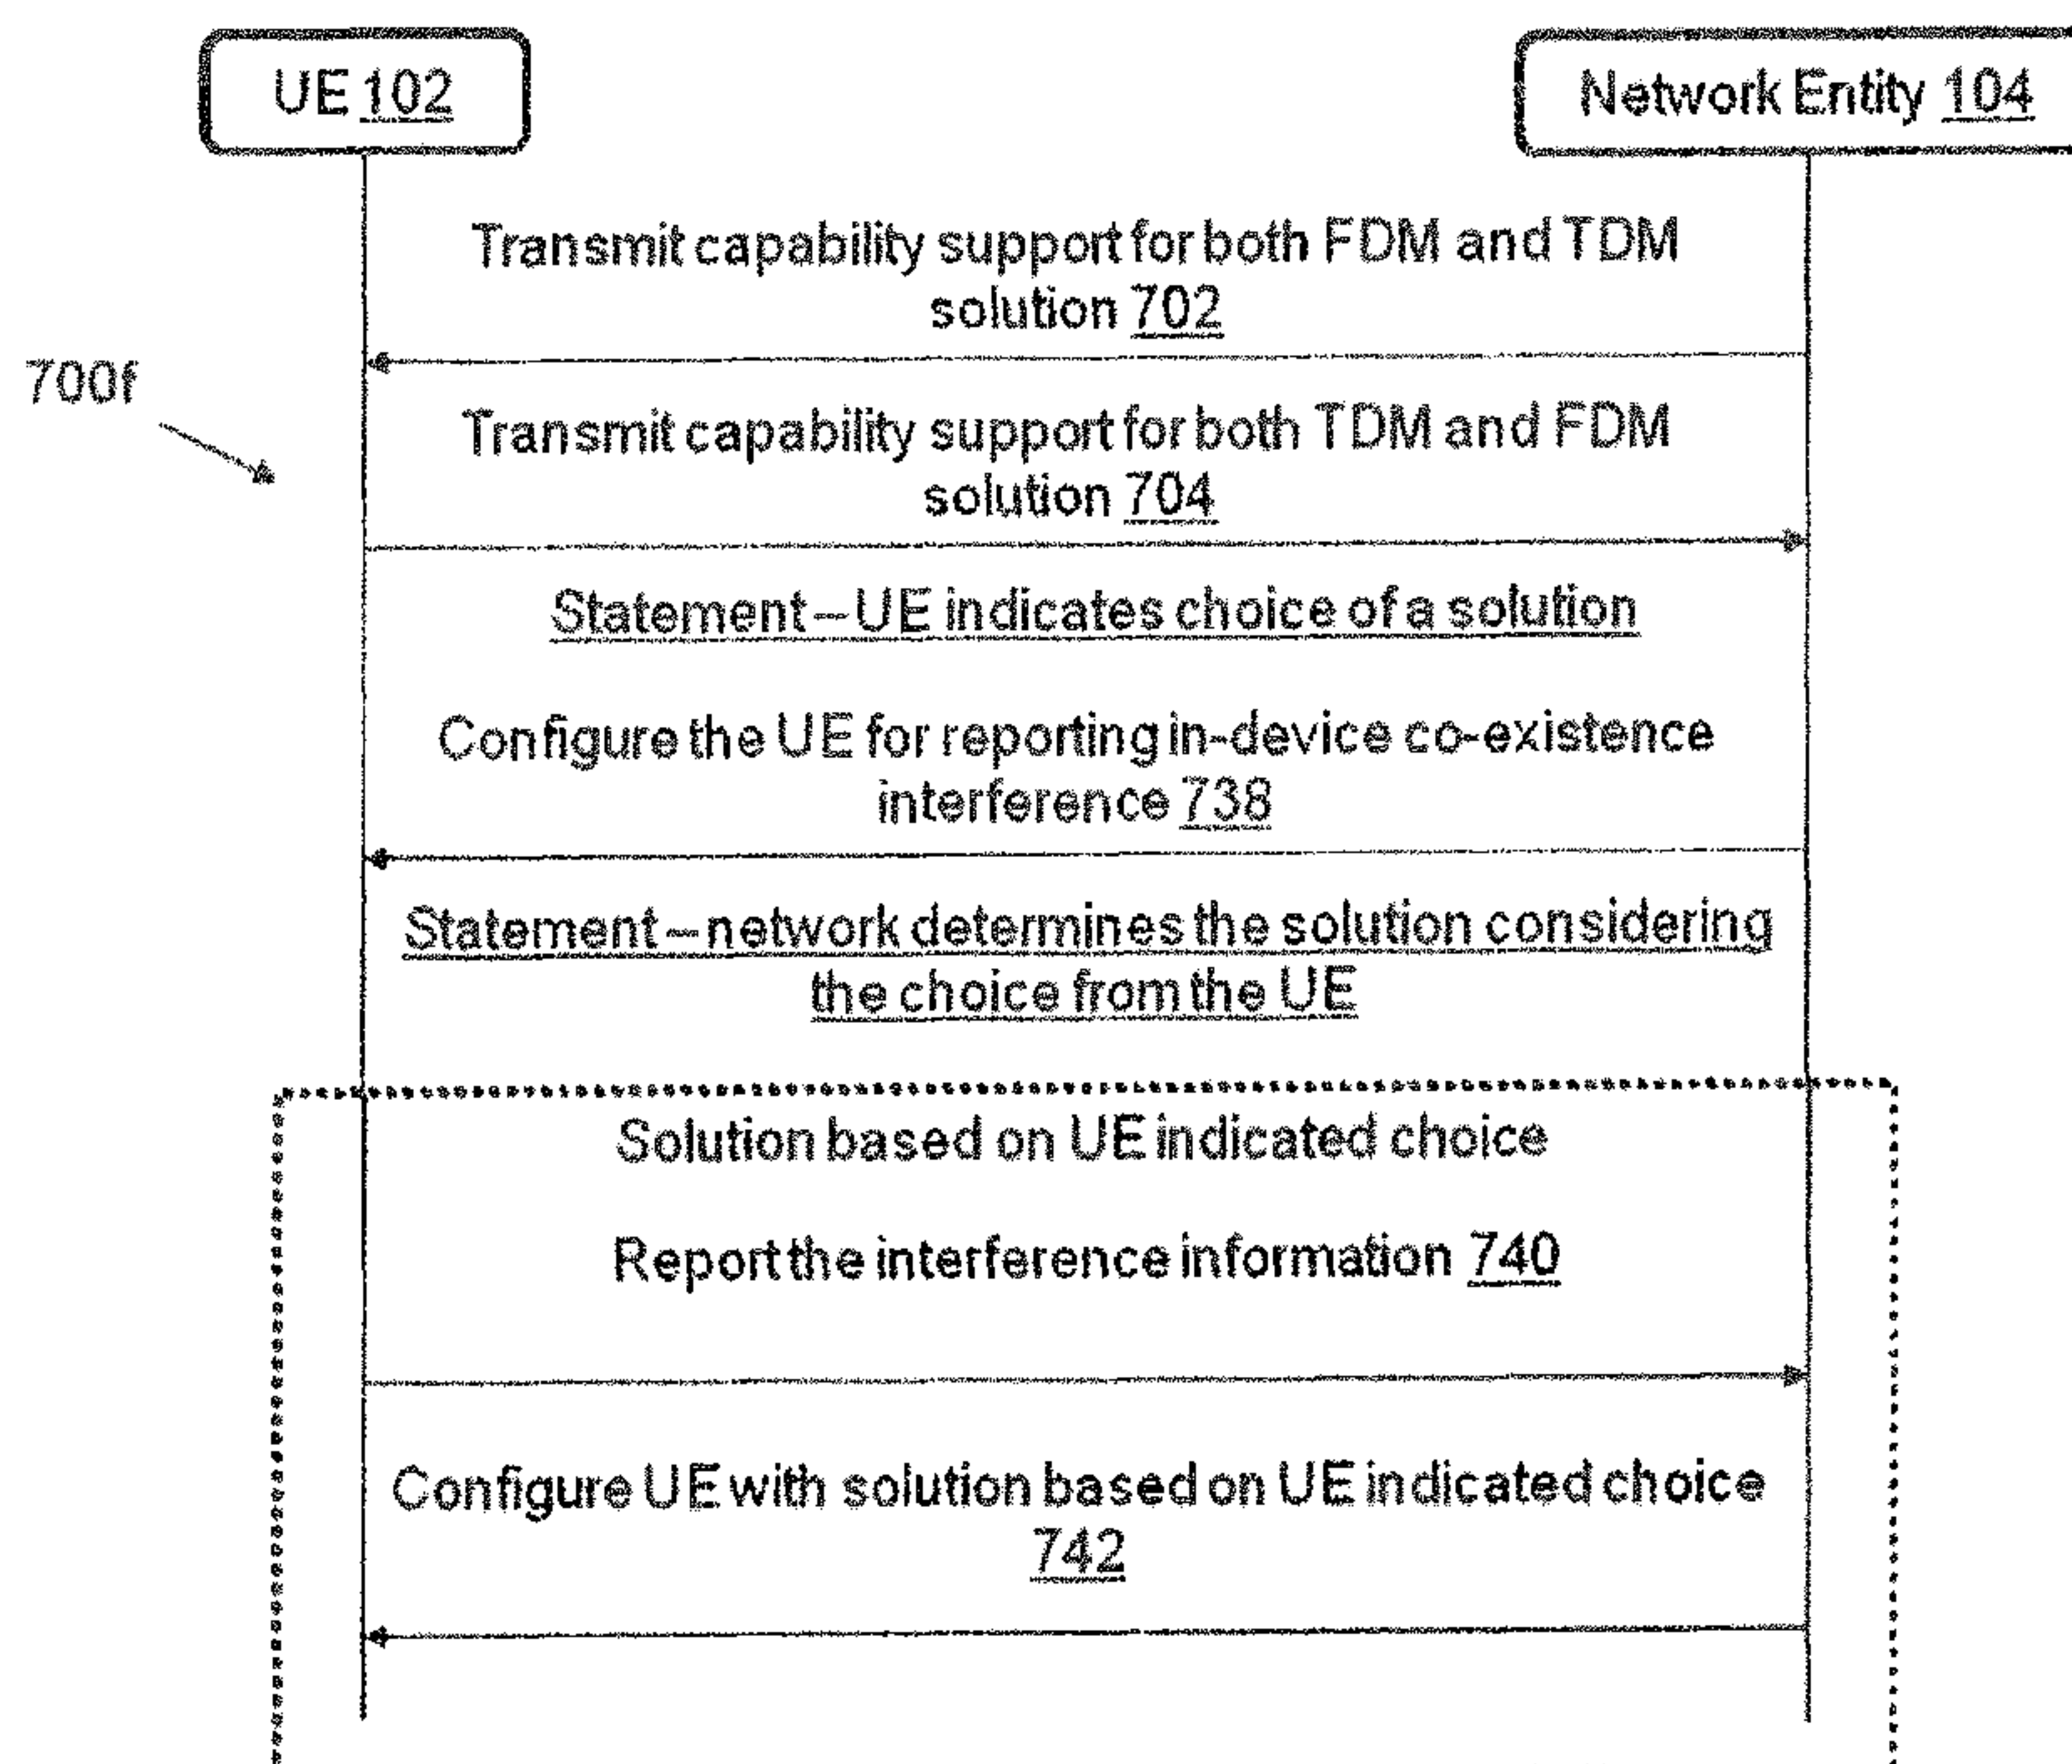 UE 102
Network Entity 104
Transmit capability support for both FDM and TDM
solution 702
700f
Transmit capability support for both TDM and FDM
solution 704
Statement – UE indicates choice of a solution
Configure the UE for reporting in-device co-existence
interference 738
Statement – network determines the solution considering
the choice from the UE
Solution based on UE indicated choice
Report the interference information 740
Configure UE with solution based on UE indicated choice
742